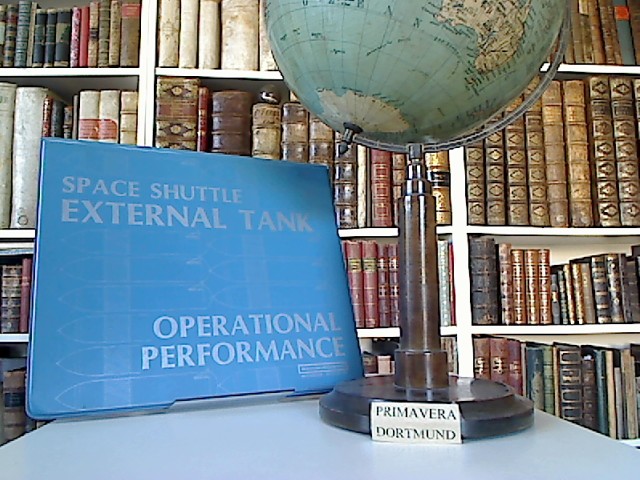 SPACE SHUTTLE
EXTERNAL TANK
OPERATIONAL
PERFORMANCE
PRIMAVERA
DORTMUND